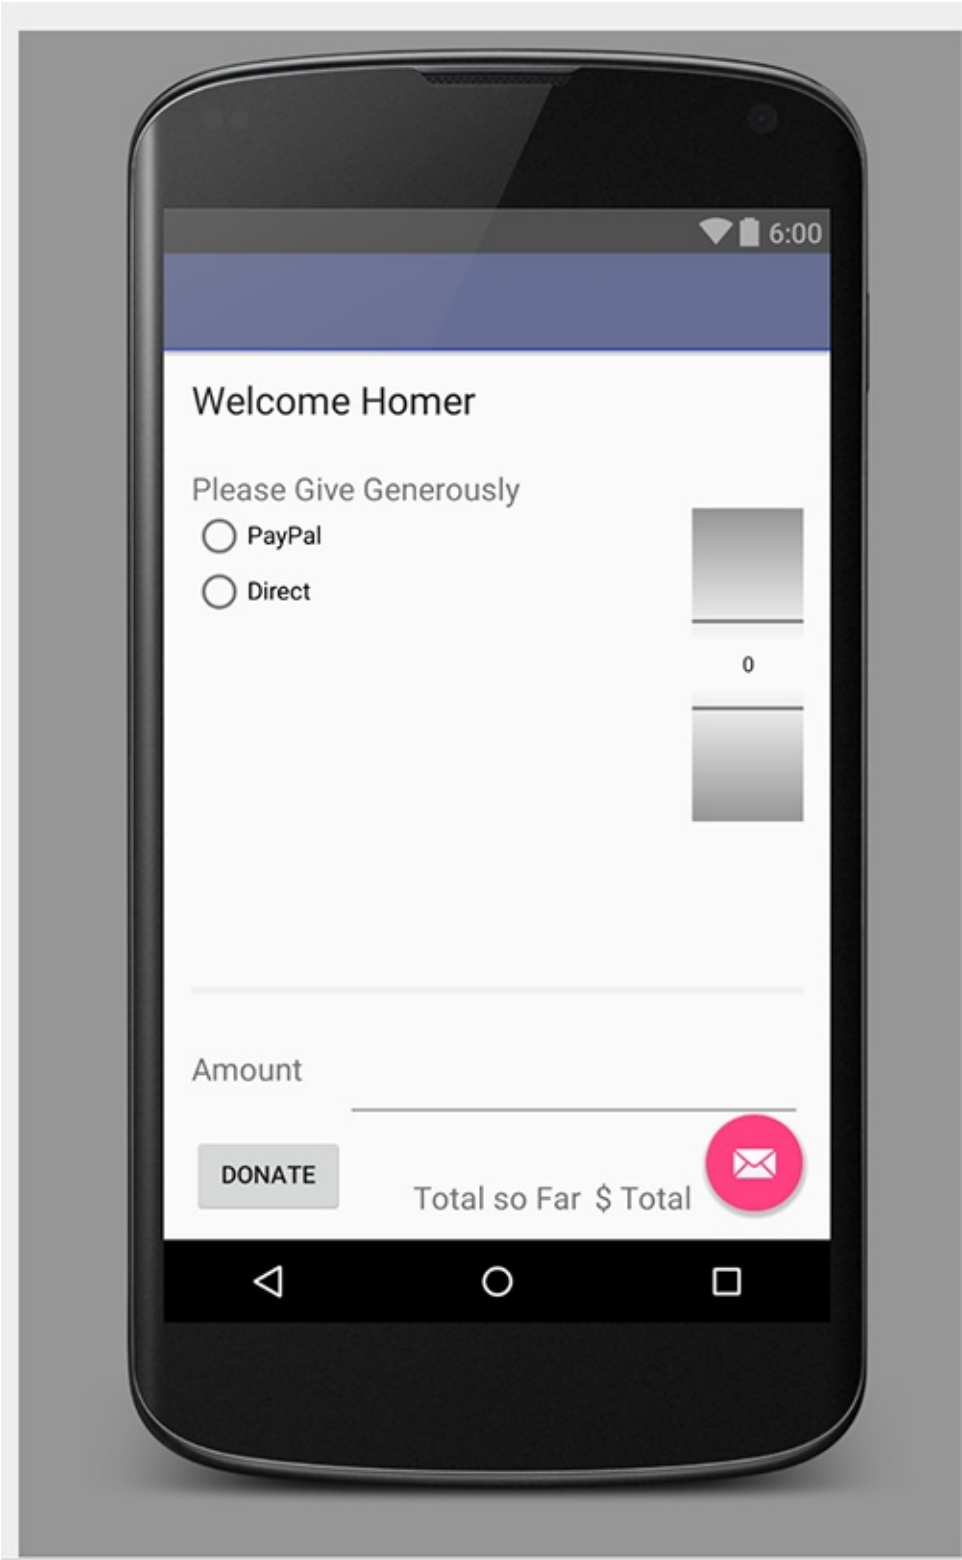 6:00
Welcome Homer
Please Give Generously
PayPal
Direct
0
Amount
DONATE
Total so Far $ Total